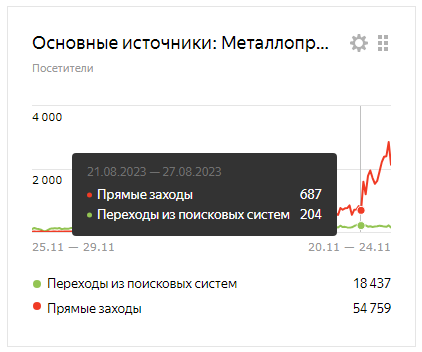 Основные источники: Металлопр...
Посетители
4 000
2 000
21.08.2023 — 27.08.2023
Прямые заходы 687
Переходы из поисковых систем 204
25.11 — 29.11 20.11 — 24.11
Переходы из поисковых систем 18 437
Прямые заходы 54 759